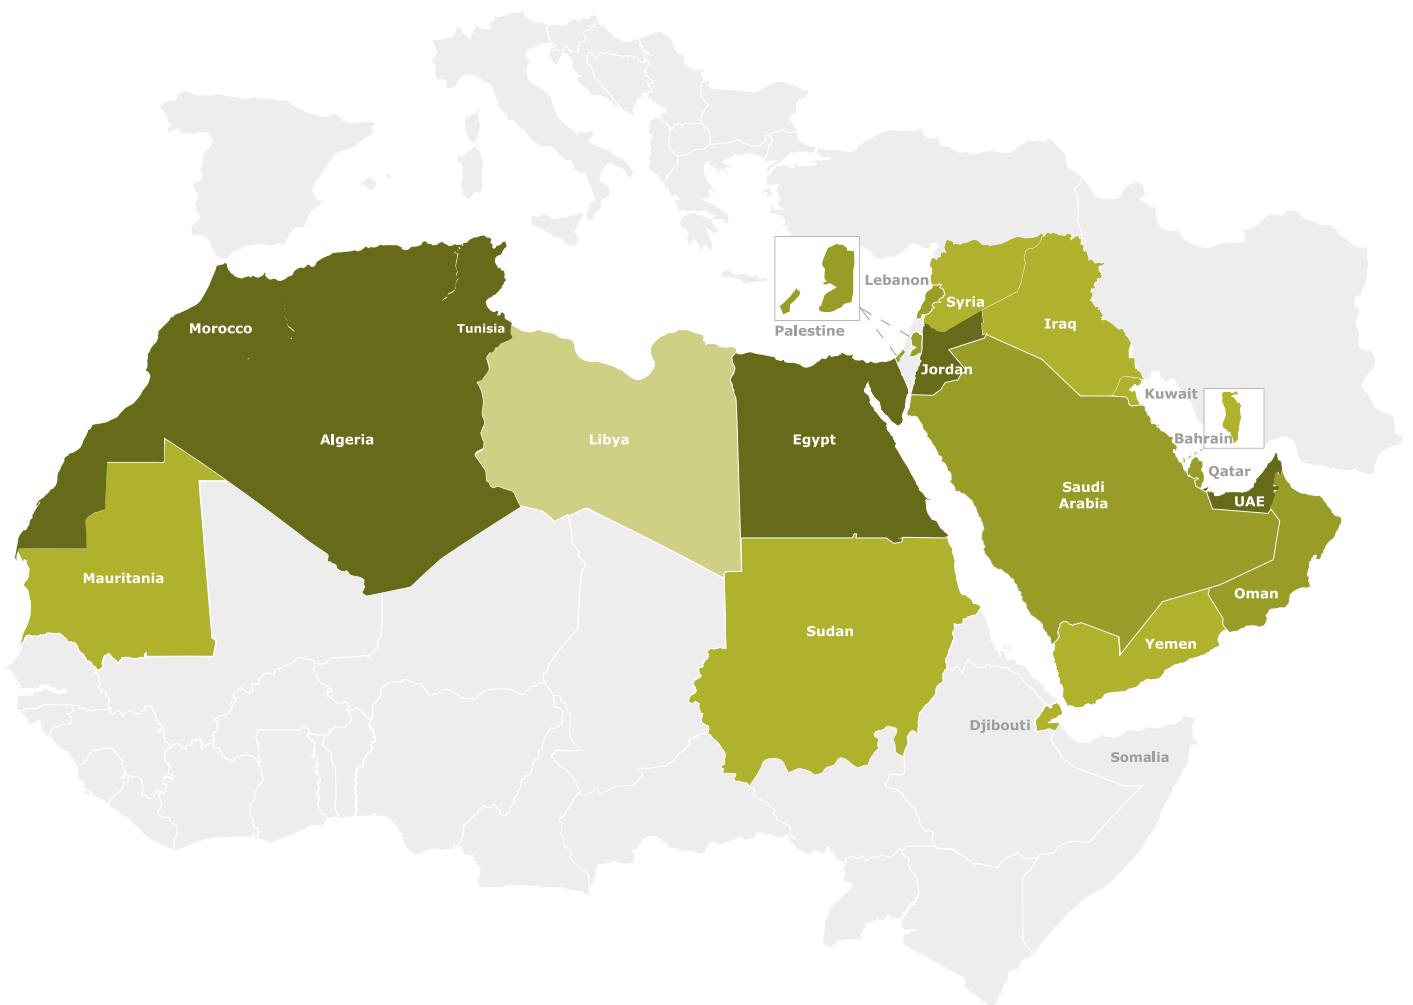 Lebanon
Syria
Morocco
Tunisia
Palestine
Iraq
Jordan
Kuwait
Algeria
Libya
Egypt
Bahrain
Qatar
Saudi
Arabia
UAE
Mauritania
Oman
Sudan
Yemen
Djibouti
Somalia